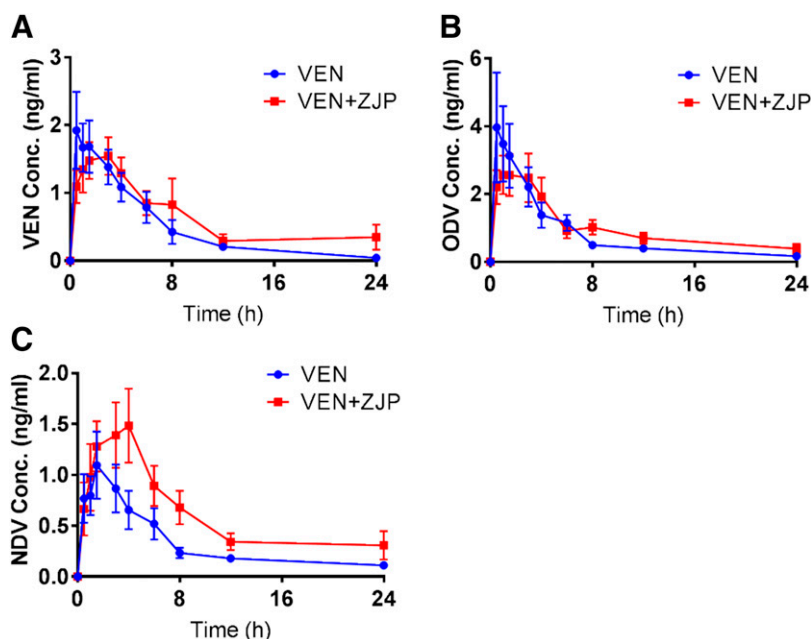 A
VEN Conc. (ng/ml)
3
2
1
0
0
8
16
24
Time (h)
VEN
VEN+ZJP
B
ODV Conc. (ng/ml)
6
4
2
0
0
8
16
24
Time (h)
VEN
VEN+ZJP
C
NDV Conc. (ng/ml)
2.0
1.5
1.0
0.5
0.0
0
8
16
24
Time (h)
VEN
VEN+ZJP